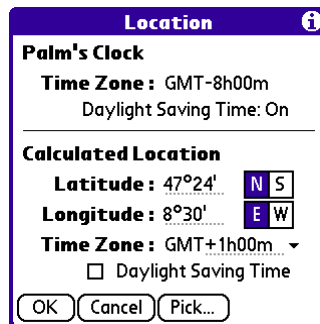 Location i
Palm's Clock
Time Zone: GMT-8h00m
Daylight Saving Time: On
Calculated Location
Latitude: 47°24' N S
Longitude: 8°30' E W
Time Zone: GMT+1h00m
Daylight Saving Time
OK Cancel Pick...